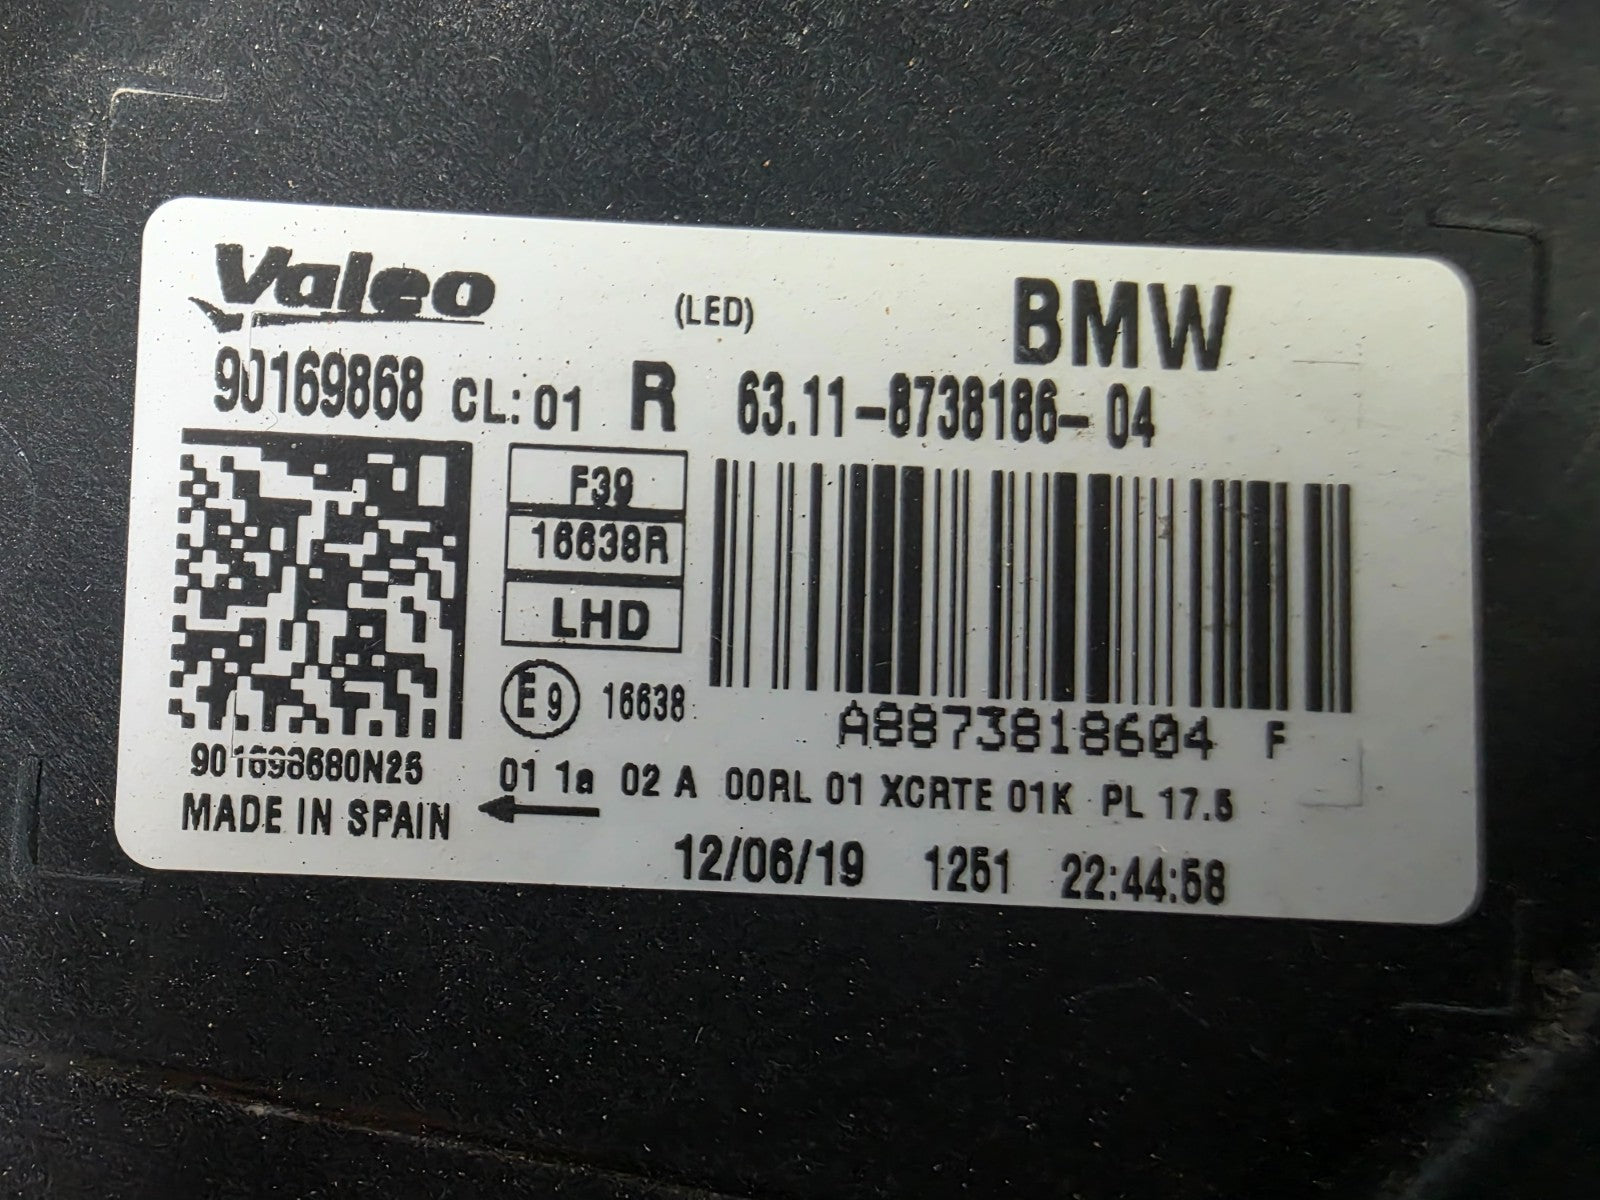 Valeo (LED) BMW
90169868 CL:01 R 63.11-8738186-04
F39
16638R
LHD
E9 16638
A8873818604 F
901698680N25
01 1a 02 A 00RL 01 XCRTE 01K PL 17.5
MADE IN SPAIN
12/06/19 1251 22:44:58